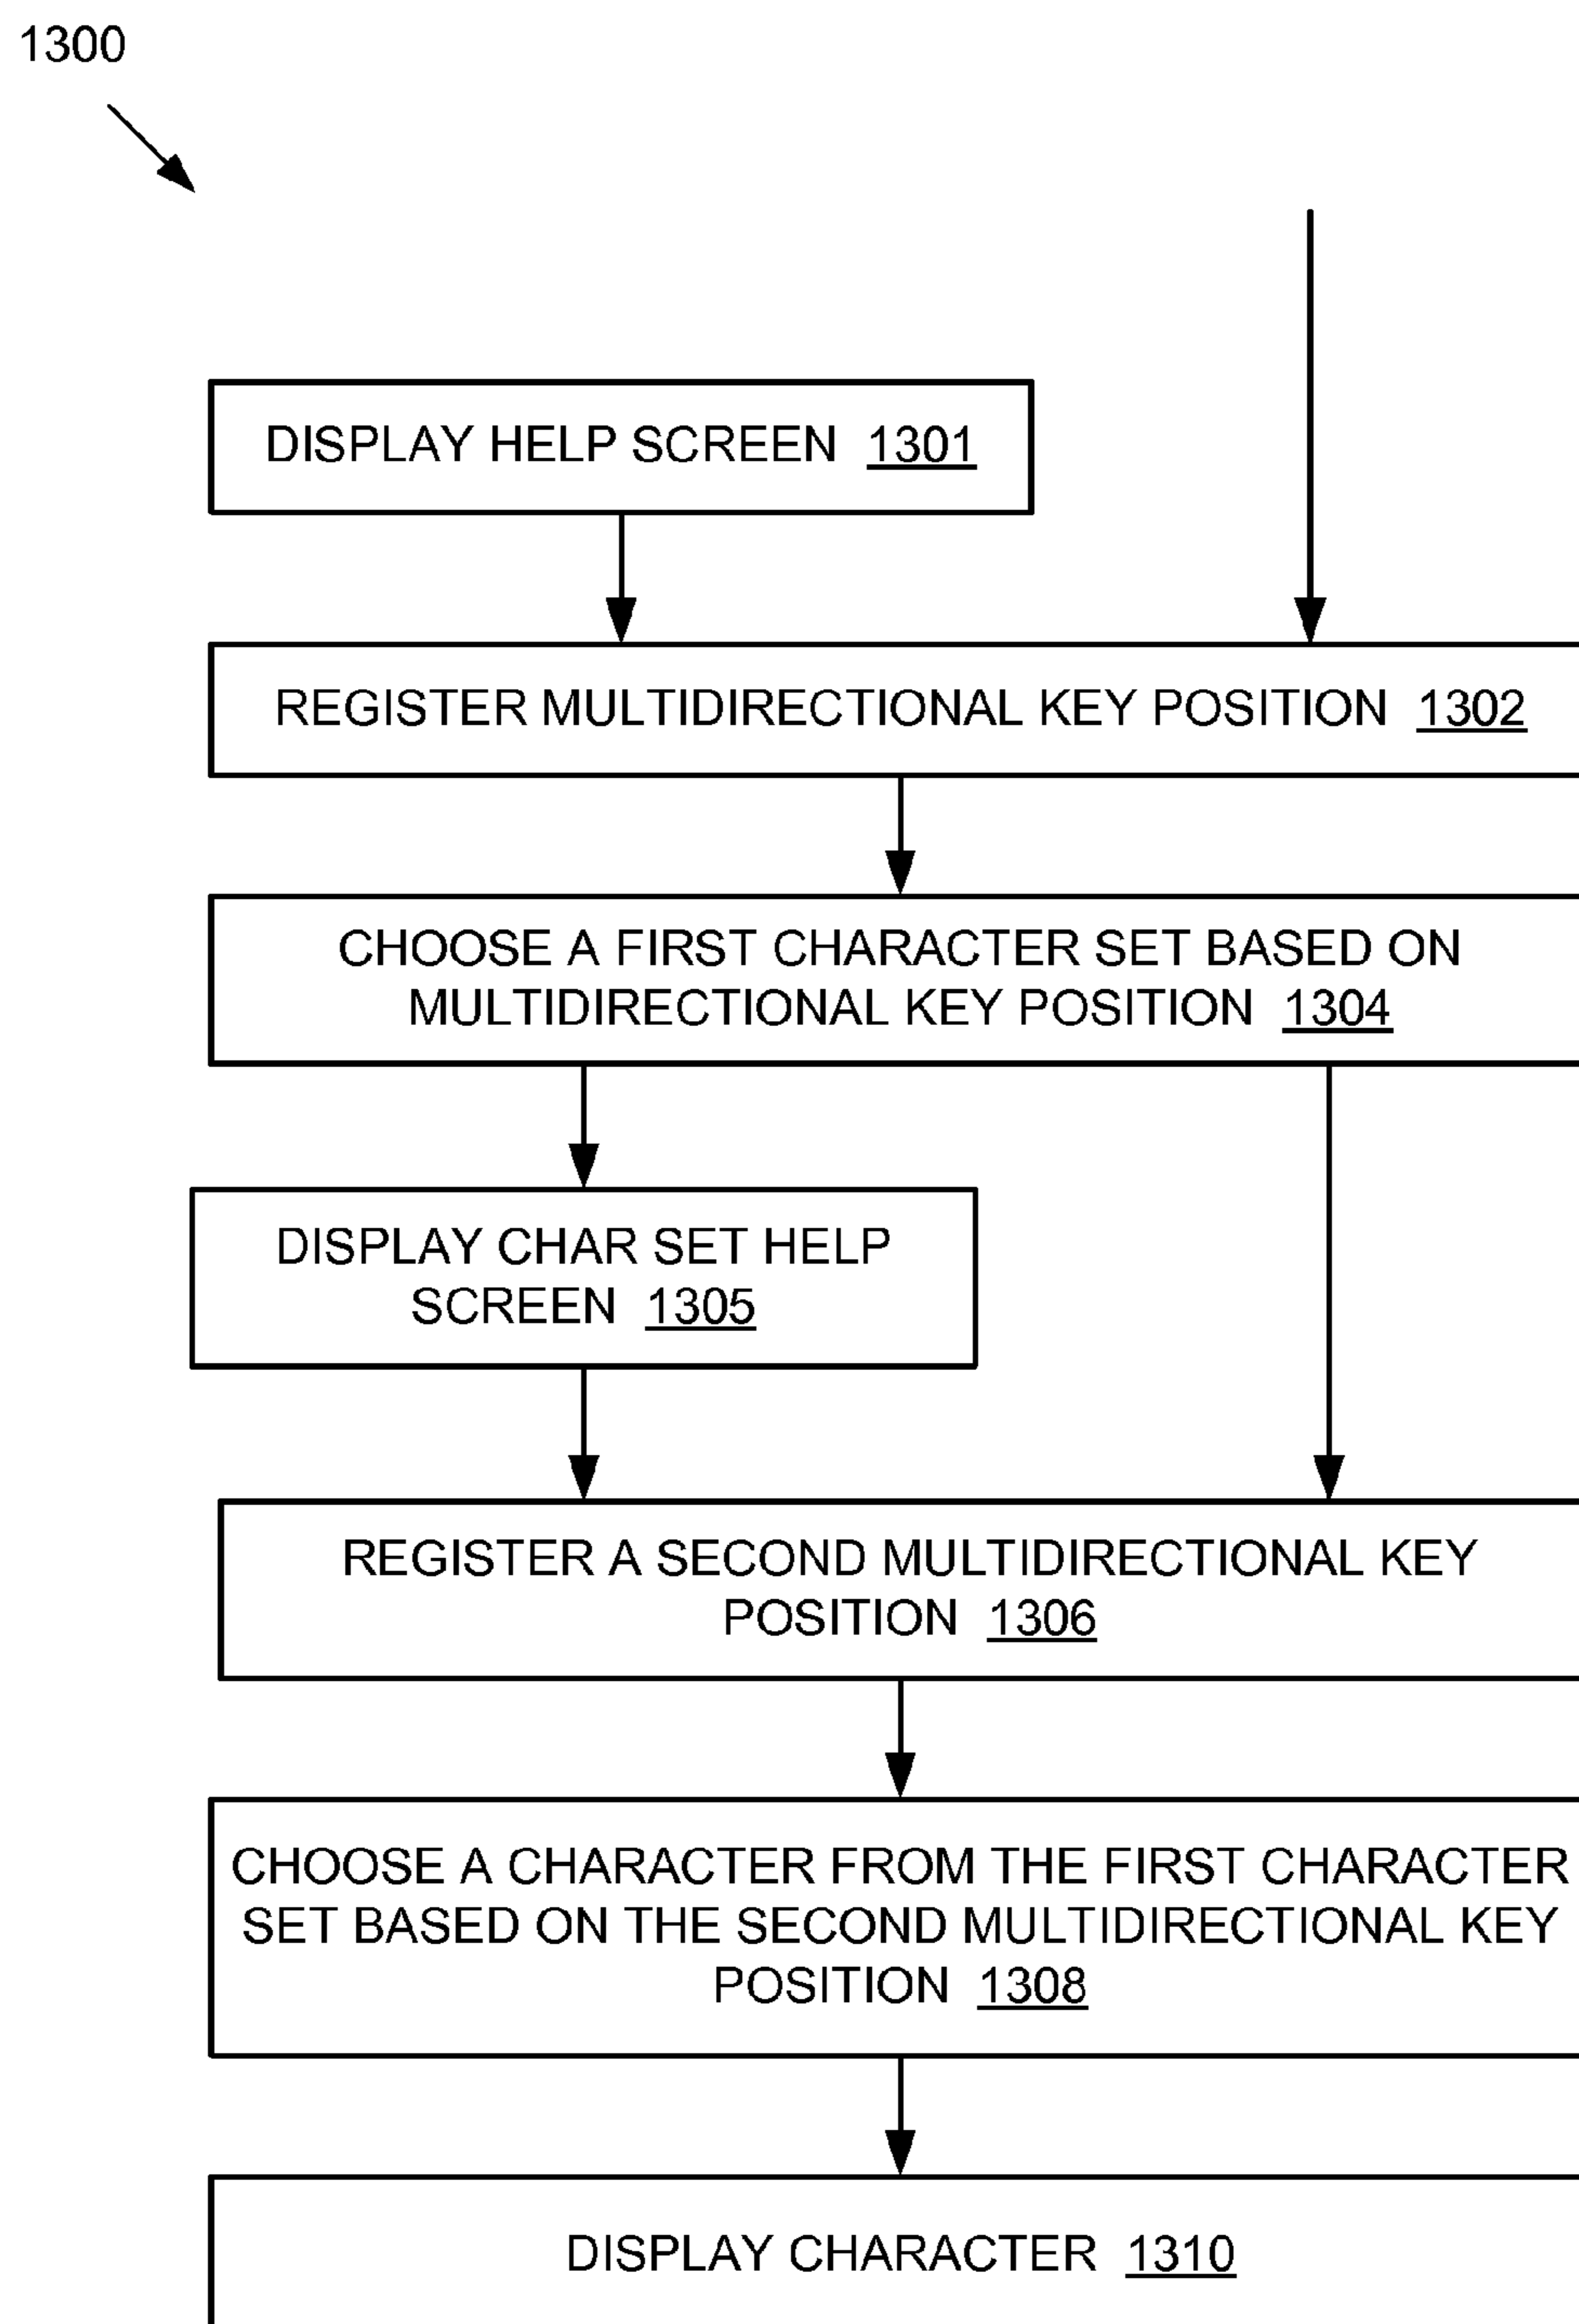 1300
DISPLAY HELP SCREEN 1301
REGISTER MULTIDIRECTIONAL KEY POSITION 1302
CHOOSE A FIRST CHARACTER SET BASED ON
MULTIDIRECTIONAL KEY POSITION 1304
DISPLAY CHAR SET HELP
SCREEN 1305
REGISTER A SECOND MULTIDIRECTIONAL KEY
POSITION 1306
CHOOSE A CHARACTER FROM THE FIRST CHARACTER
SET BASED ON THE SECOND MULTIDIRECTIONAL KEY
POSITION 1308
DISPLAY CHARACTER 1310